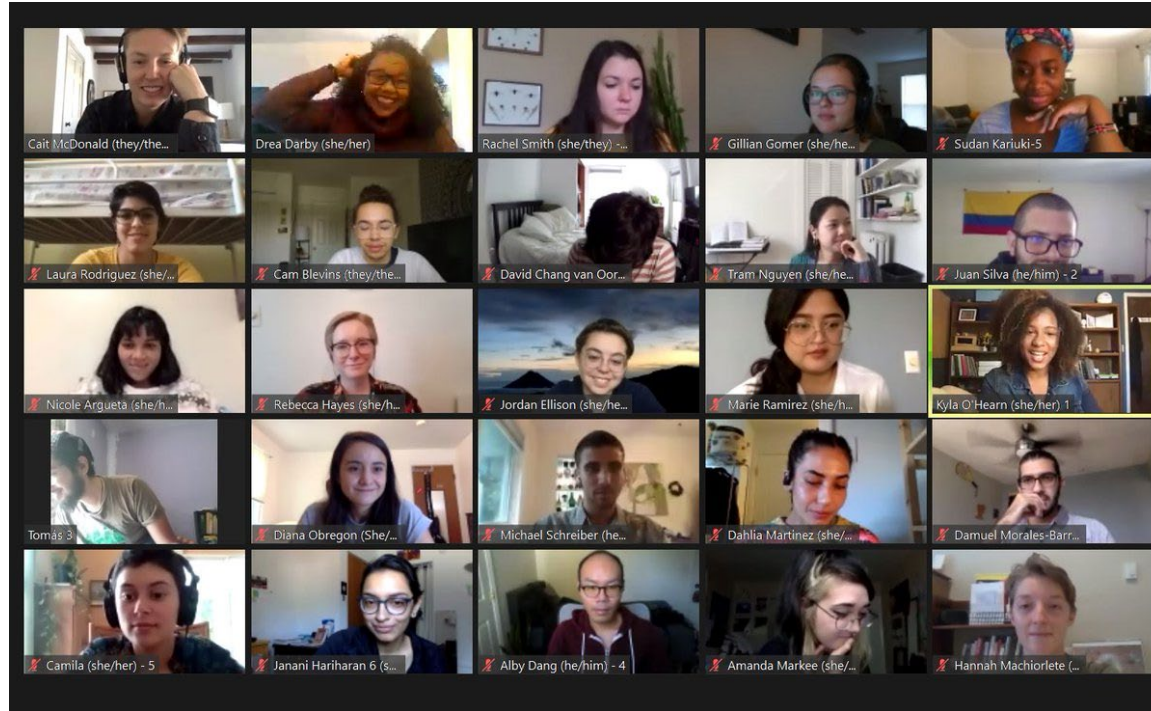 Cait McDonald (they/the...
Drea Darby (she/her)
Rachel Smith (she/they) -...
Gillian Gomer (she/he...
Sudan Kariuki-5
Laura Rodriguez (she/...
Cam Blevins (they/the...
David Chang van Oor...
Tram Nguyen (she/he...
Juan Silva (he/him) - 2
Nicole Argueta (she/h...
Rebecca Hayes (she/h...
Jordan Ellison (she/he...
Marie Ramirez (she/h...
Kyla O'Hearn (she/her) 1
Tomás 3
Diana Obregon (She/...
Michael Schreiber (he...
Dahlia Martinez (she/...
Damuel Morales-Barr...
Camila (she/her) - 5
Janani Hariharan 6 (s...
Alby Dang (he/him) - 4
Amanda Markee (she/...
Hannah Machiorlete (...